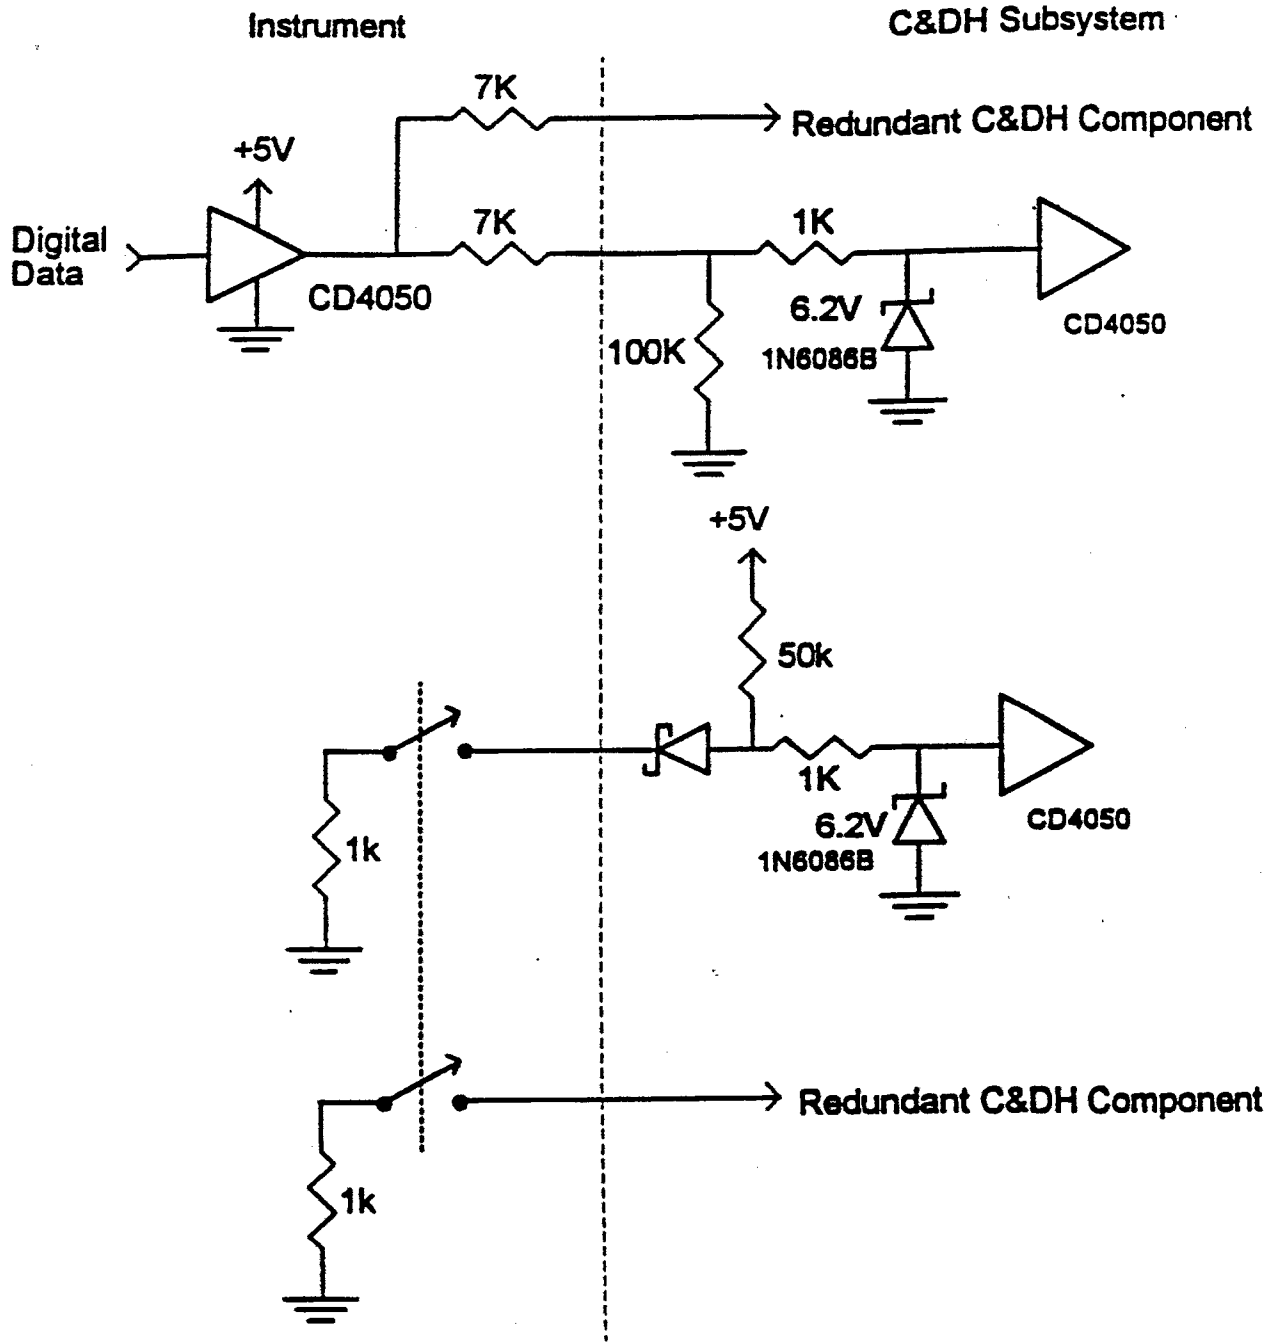 Instrument
C&DH Subsystem
7K
Redundant C&DH Component
+5V
Digital
Data
CD4050
7K
1K
6.2V
1N6086B
CD4050
100K
+5V
50k
1K
6.2V
1N6086B
CD4050
1k
Redundant C&DH Component
1k